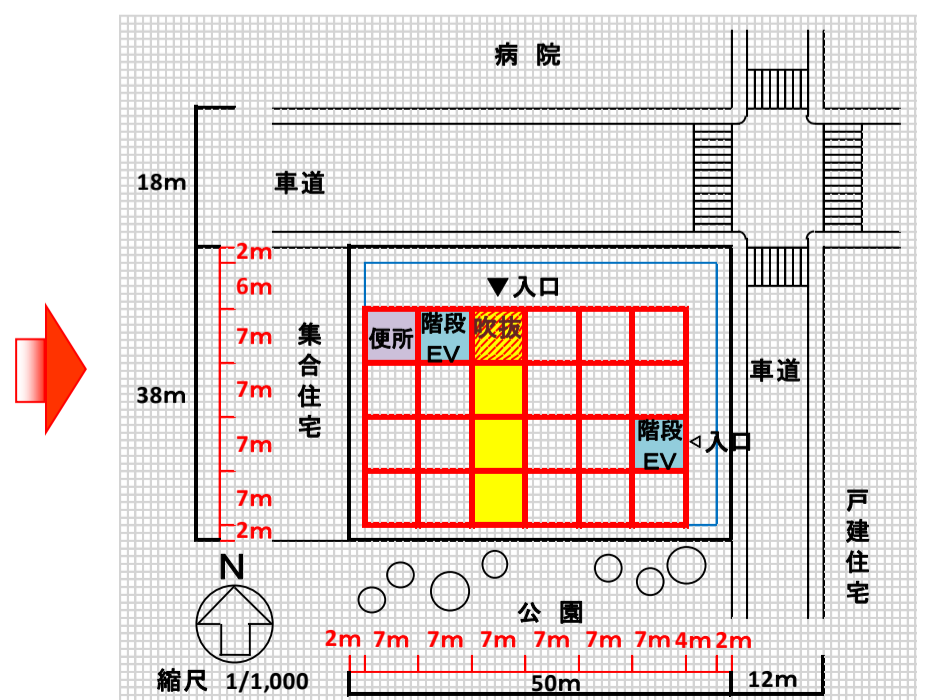 病 院
18m
車道
2m
6m
▼入口
便所
階段
EV
吹抜
7m
集合住宅
7m
車道
38m
7m
階段
EV
◁入口
7m
2m
戸建住宅
N
公 園
2m 7m 7m 7m 7m 7m 7m 4m 2m
縮尺 1/1,000
50m
12m